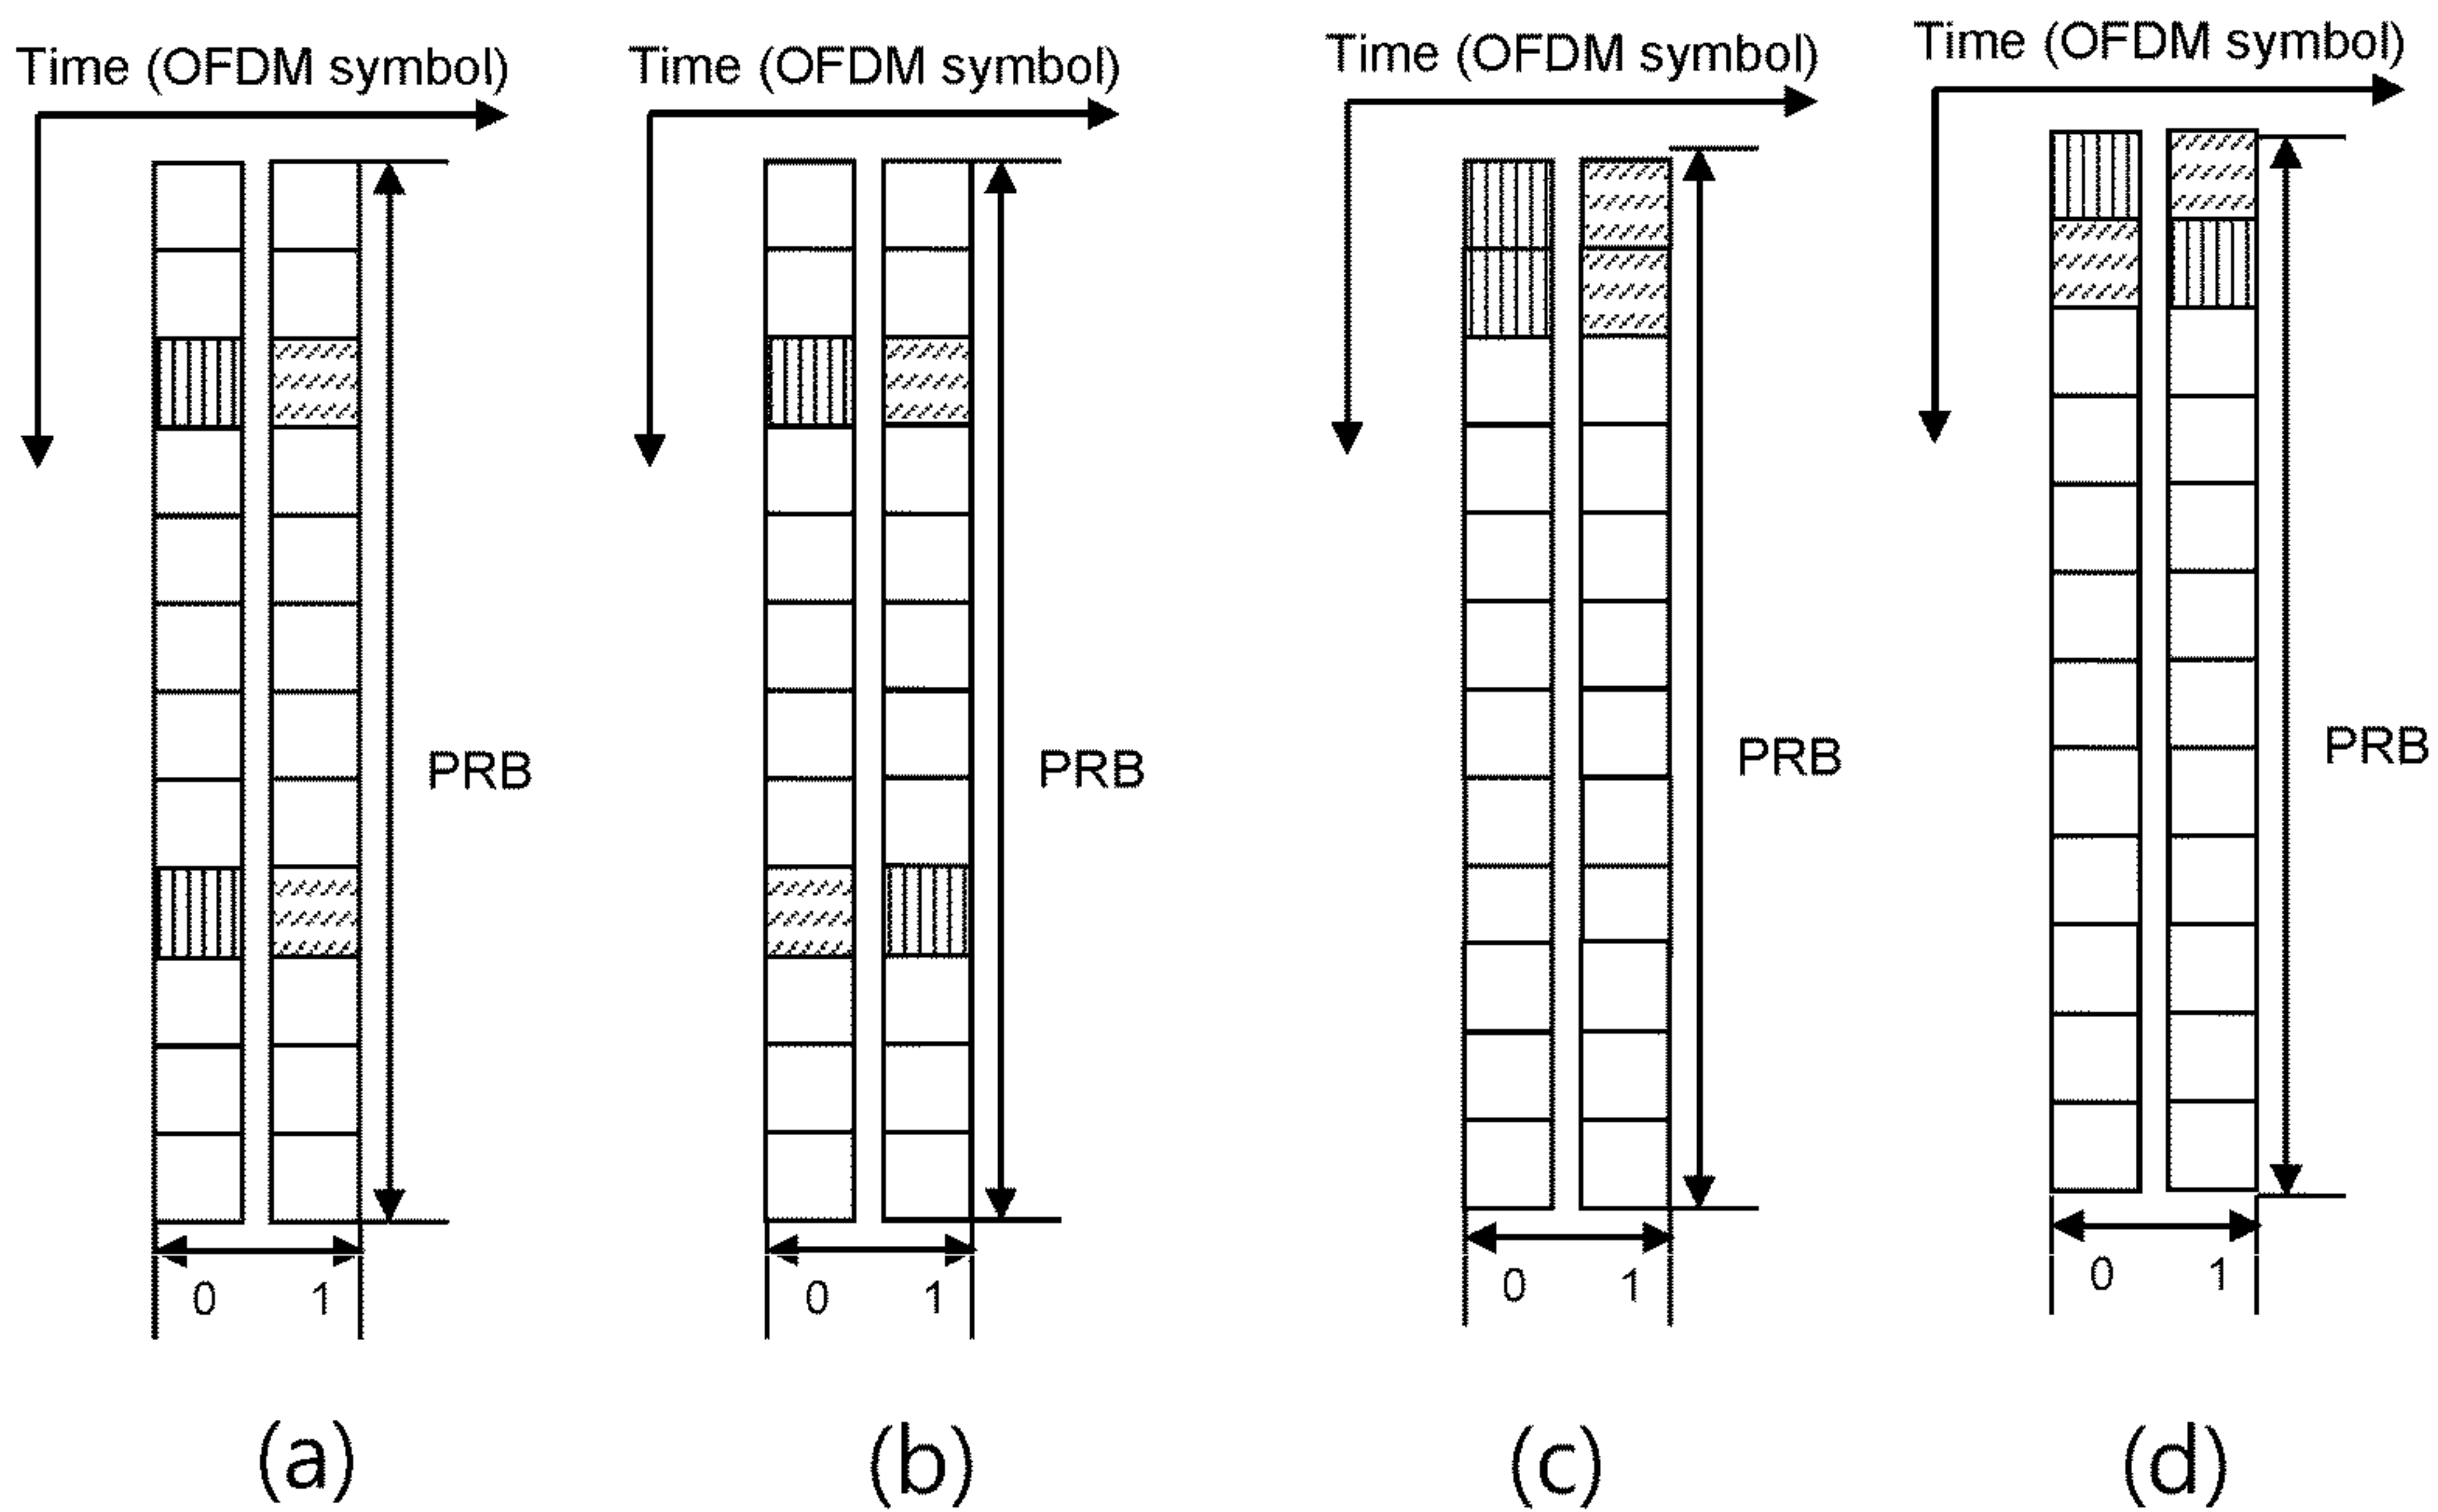 Time (OFDM symbol)
PRB
0 1
(a)
Time (OFDM symbol)
PRB
0 1
(b)
Time (OFDM symbol)
PRB
0 1
(c)
Time (OFDM symbol)
PRB
0 1
(d)